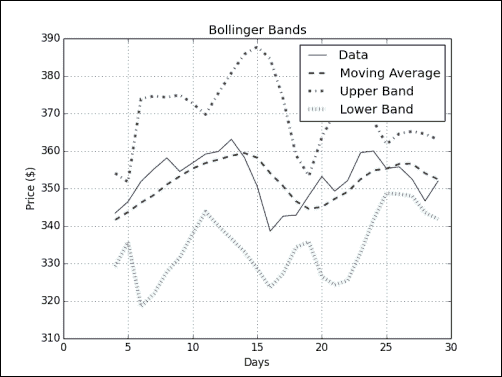 Bollinger Bands
390
380
370
360
350
340
330
320
310
Price ($)
Data
Moving Average
Upper Band
Lower Band
0 5 10 15 20 25 30
Days